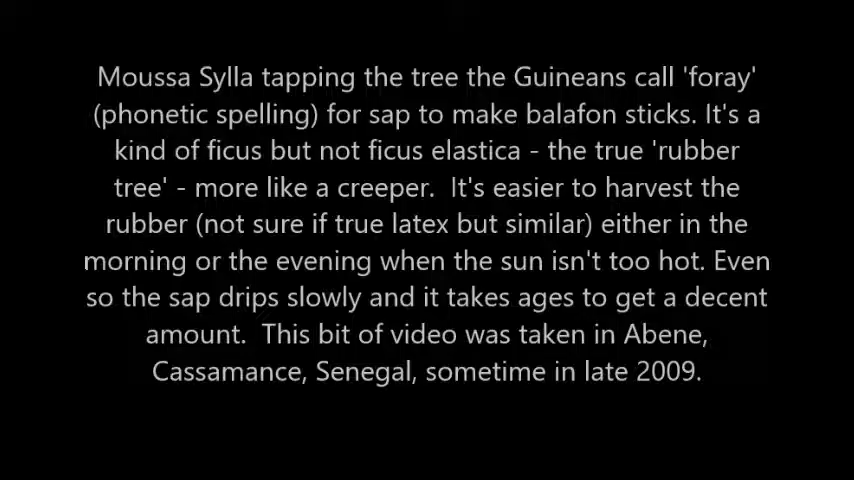 Moussa Sylla tapping the tree the Guineans call 'foray'
(phonetic spelling) for sap to make balafon sticks. It's a
kind of ficus but not ficus elastica - the true 'rubber
tree' - more like a creeper.  It's easier to harvest the
rubber (not sure if true latex but similar) either in the
morning or the evening when the sun isn't too hot. Even
so the sap drips slowly and it takes ages to get a decent
amount.  This bit of video was taken in Abene,
Cassamance, Senegal, sometime in late 2009.